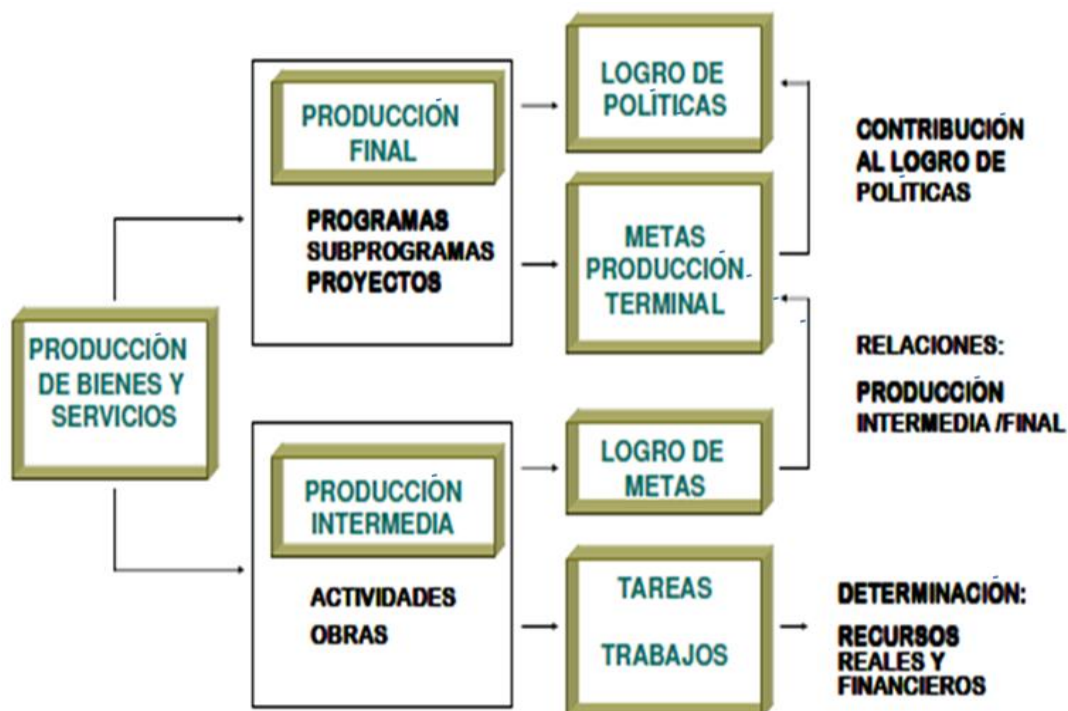 PRODUCCIÓN
DE BIENES Y
SERVICIOS
PRODUCCIÓN
FINAL
PROGRAMAS
SUBPROGRAMAS
PROYECTOS
LOGRO DE
POLÍTICAS
METAS
PRODUCCIÓN
TERMINAL
CONTRIBUCIÓN
AL LOGRO DE
POLÍTICAS
PRODUCCIÓN
INTERMEDIA
ACTIVIDADES
OBRAS
LOGRO DE
METAS
RELACIONES:
PRODUCCIÓN
INTERMEDIA /FINAL
TAREAS
TRABAJOS
DETERMINACIÓN:
RECURSOS
REALES Y
FINANCIEROS